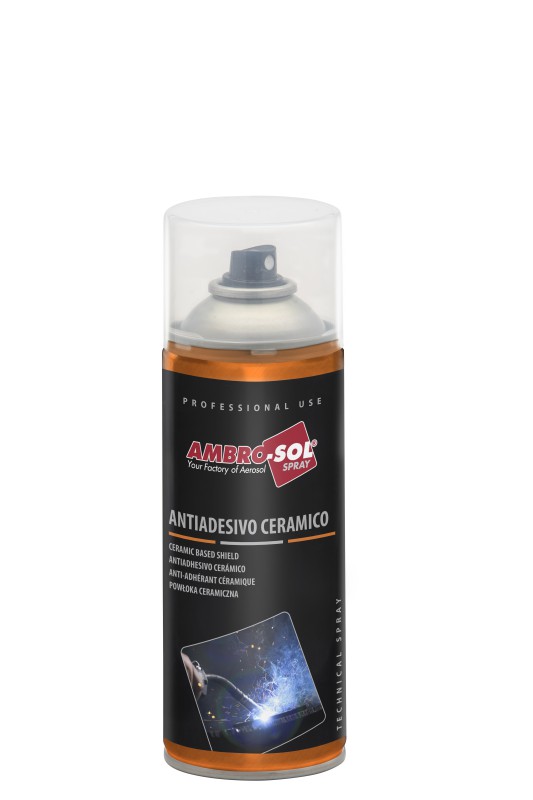 PROFESSIONAL USE
AMBRO-SOL®
SPRAY
Your Factory of Aerosol
ANTIADESIVO CERAMICO
CERAMIC BASED SHIELD
ANTIADHESIVO CERÁMICO
ANTI-ADHÉRANT CÉRAMIQUE
POWŁOKA CERAMICZNA
TECHNICAL SPRAY